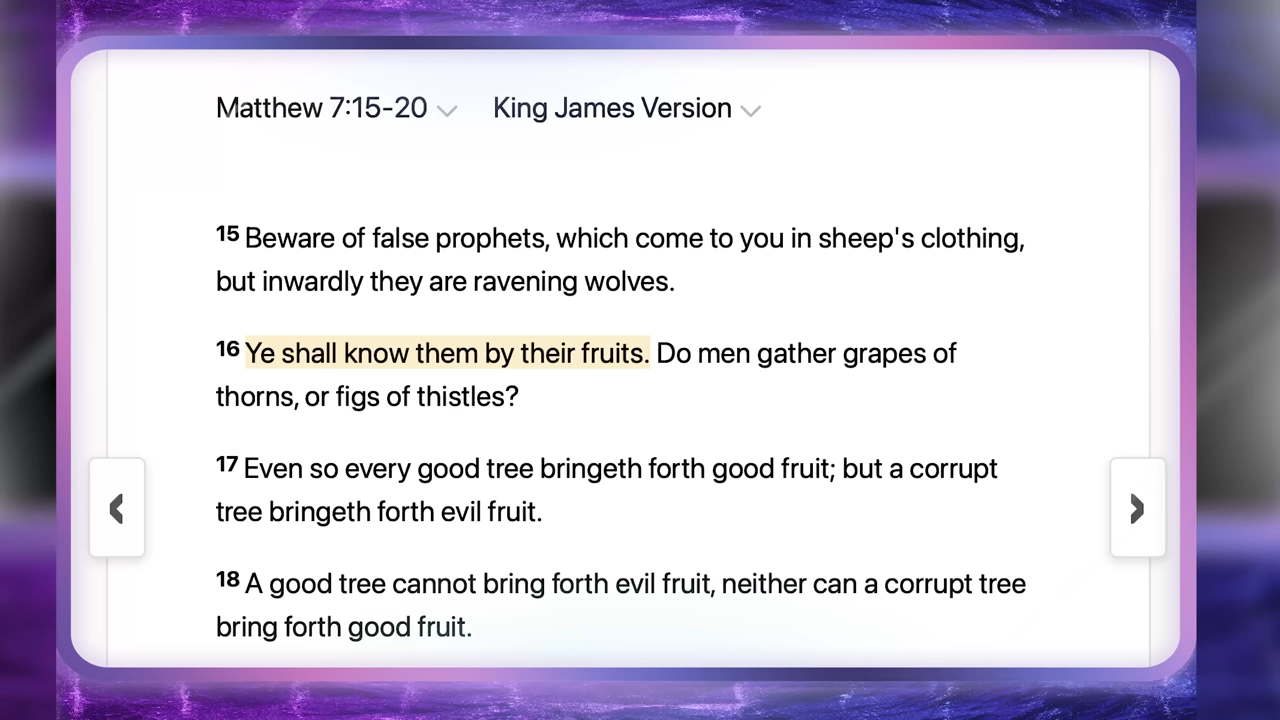 Matthew 7:15-20 King James Version
15 Beware of false prophets, which come to you in sheep's clothing,
but inwardly they are ravening wolves.
16 Ye shall know them by their fruits. Do men gather grapes of
thorns, or figs of thistles?
17 Even so every good tree bringeth forth good fruit; but a corrupt
tree bringeth forth evil fruit.
18 A good tree cannot bring forth evil fruit, neither can a corrupt tree
bring forth good fruit.